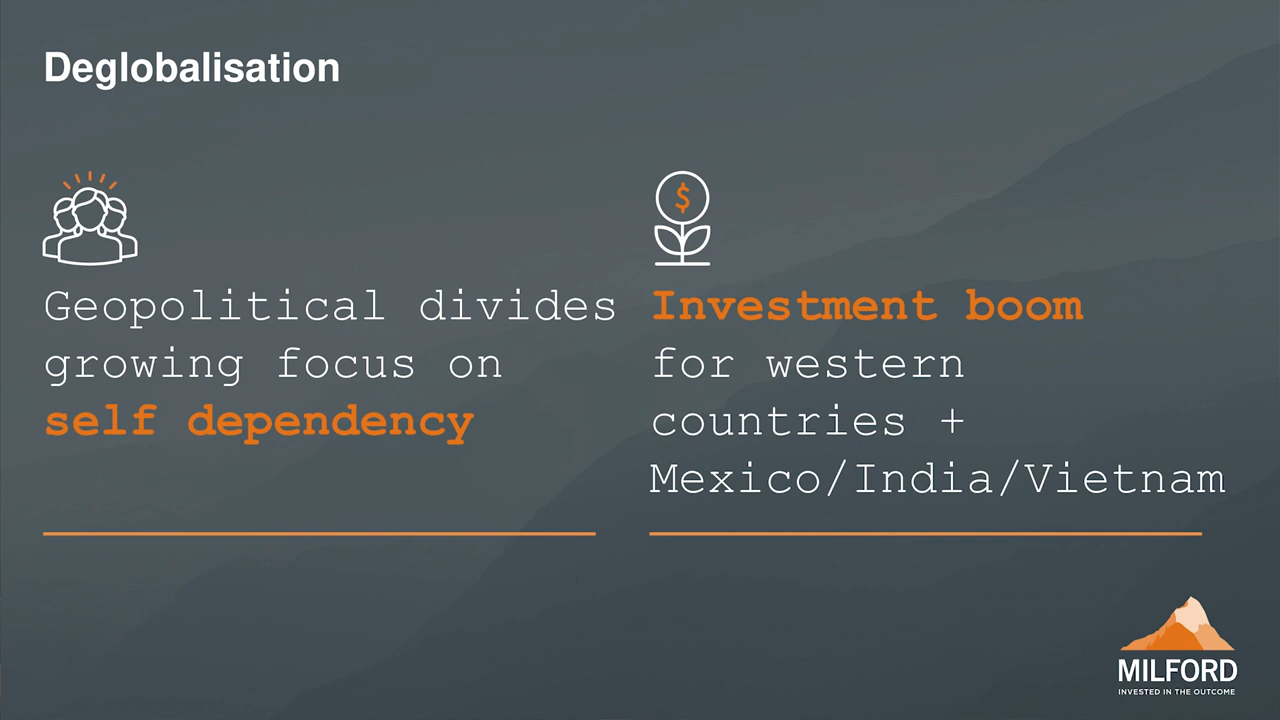 Deglobalisation
$
Geopolitical divides
growing focus on
self dependency
Investment boom
for western
countries +
Mexico/India/Vietnam
MILFORD
INVESTED IN THE OUTCOME